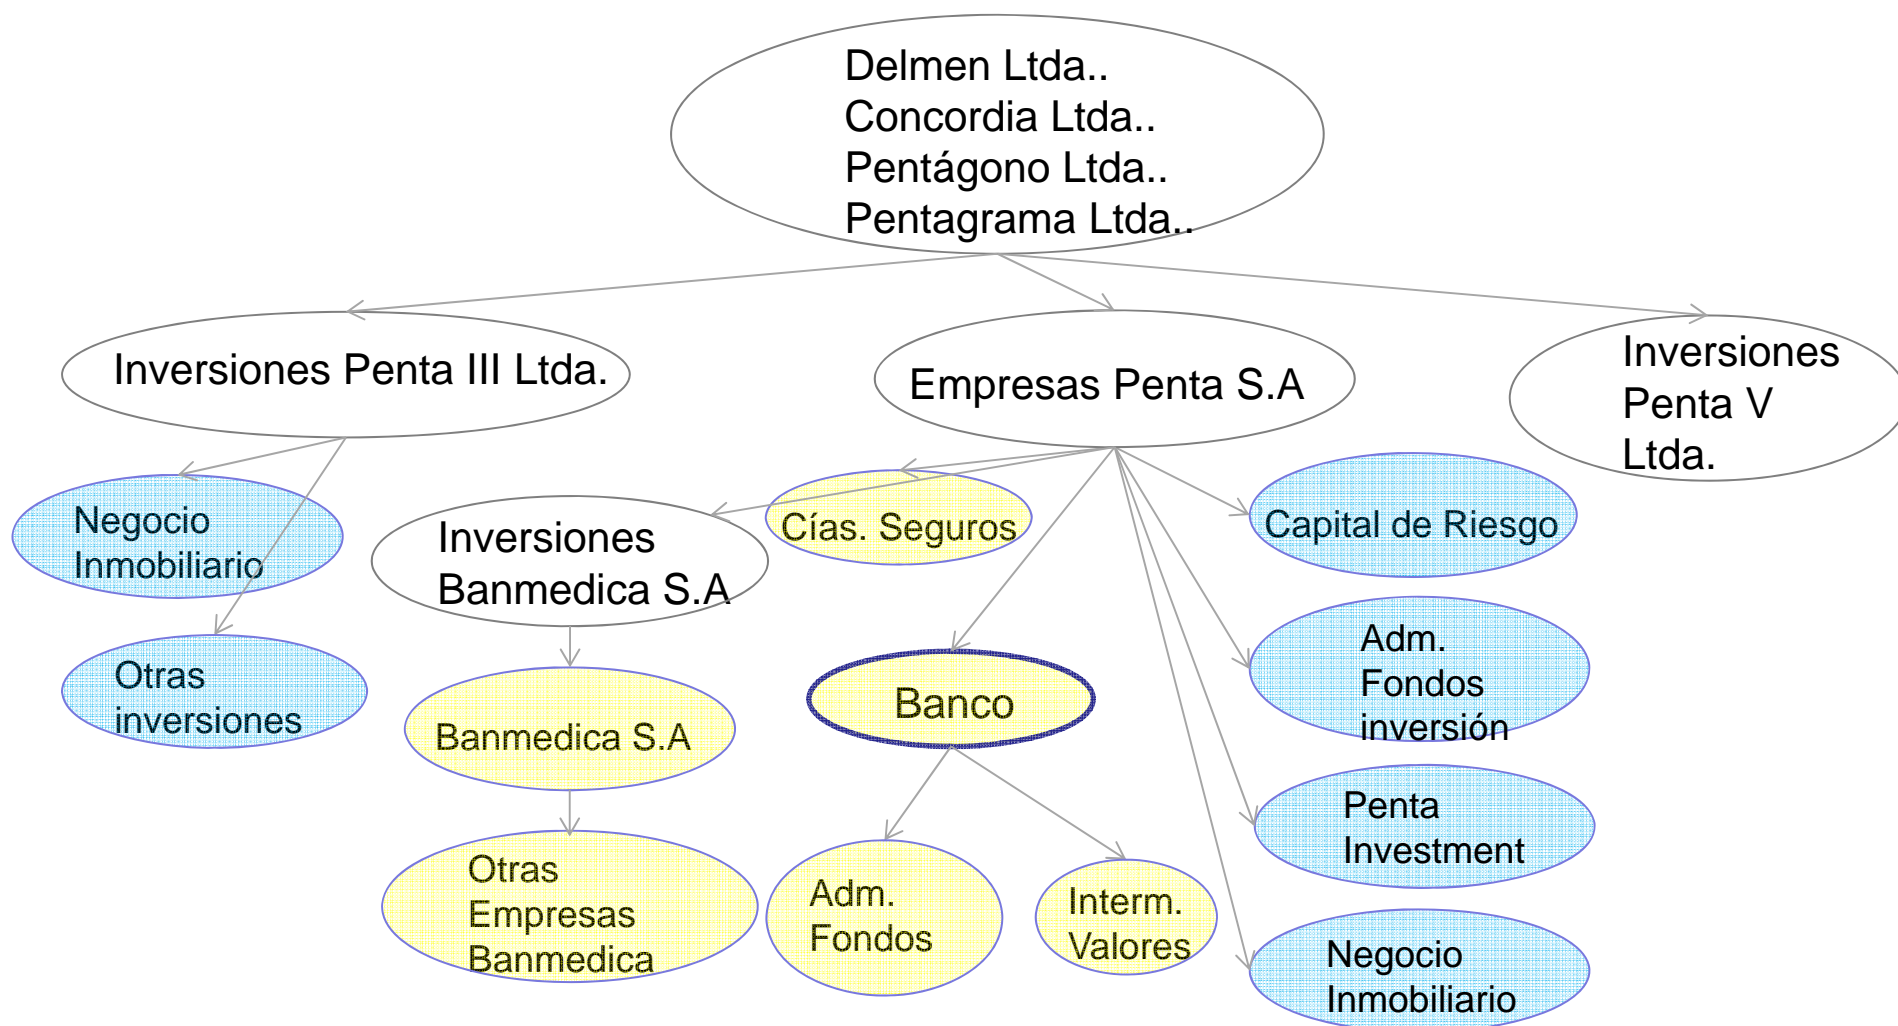 Delmen Ltda..
Concordia Ltda..
Pentágono Ltda..
Pentagrama Ltda..
Inversiones Penta III Ltda.
Empresas Penta S.A
Inversiones
Penta V
Ltda.
Negocio
Inmobiliario
Inversiones
Banmedica S.A
Cías. Seguros
Capital de Riesgo
Otras
inversiones
Banmedica S.A
Banco
Adm.
Fondos
inversión
Penta
Investment
Otras
Empresas
Banmedica
Adm.
Fondos
Interm.
Valores
Negocio
Inmobiliario